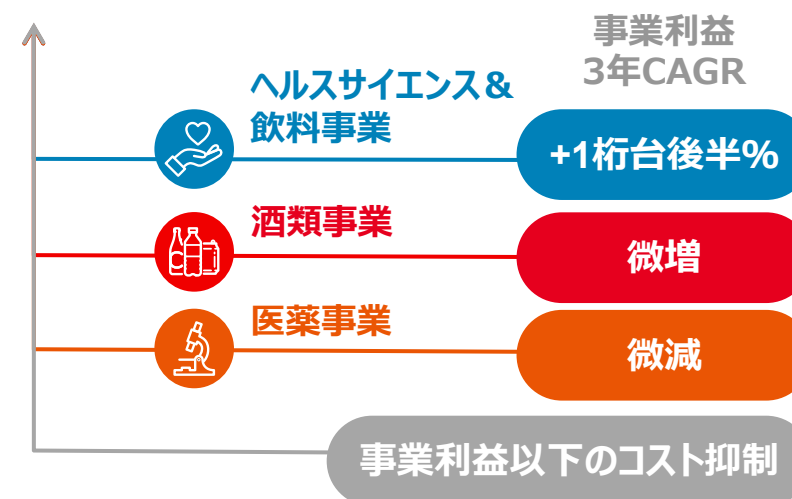 事業利益
3年CAGR
ヘルスサイエンス&
飲料事業
+1桁台後半%
酒類事業
微増
医薬事業
微減
事業利益以下のコスト抑制